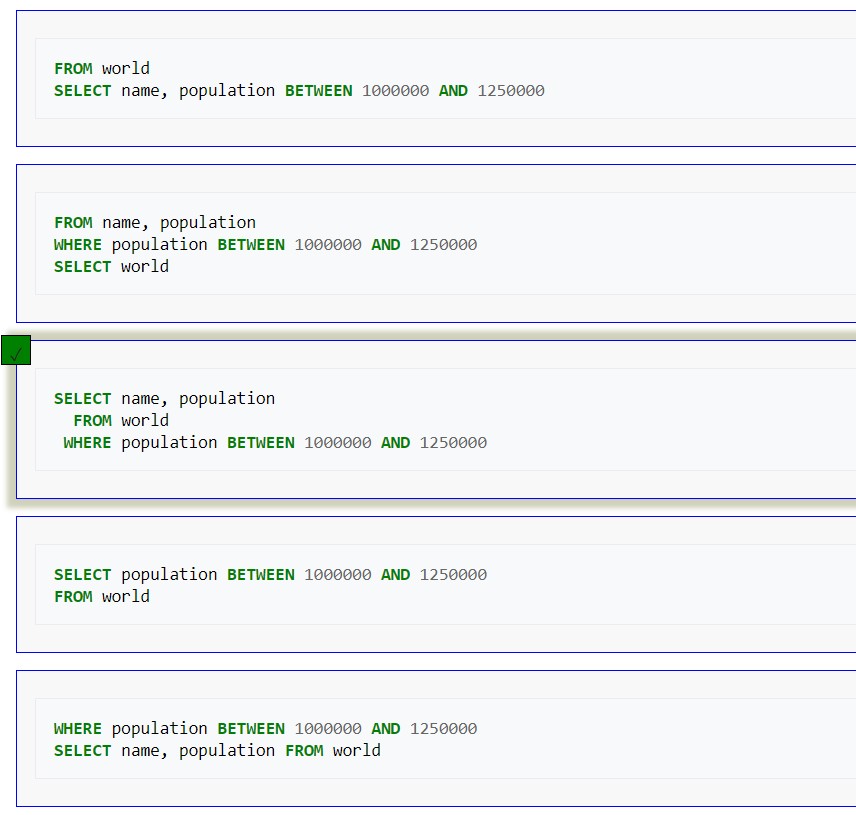 FROM world
SELECT name, population BETWEEN 1000000 AND 1250000
FROM name, population
WHERE population BETWEEN 1000000 AND 1250000
SELECT world
✓
SELECT name, population
FROM world
WHERE population BETWEEN 1000000 AND 1250000
SELECT population BETWEEN 1000000 AND 1250000
FROM world
WHERE population BETWEEN 1000000 AND 1250000
SELECT name, population FROM world